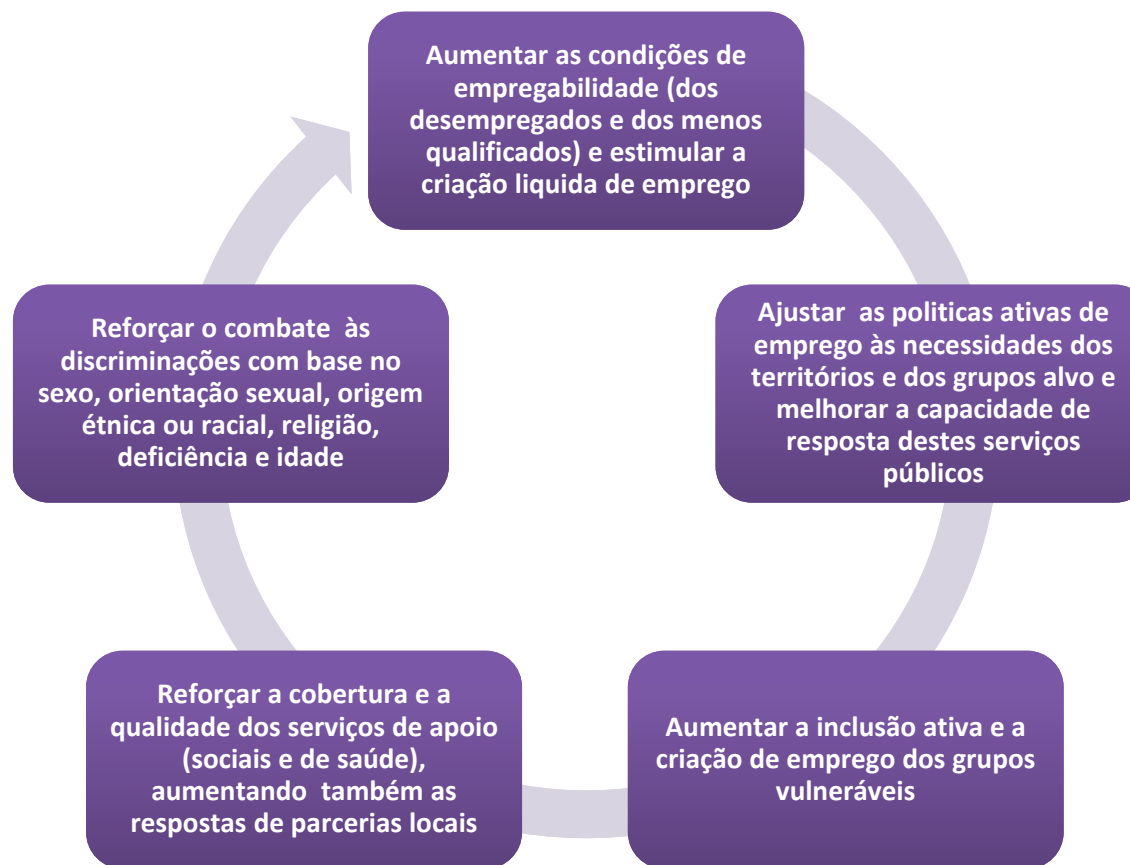 Aumentar as condições de
empregabilidade (dos
desempregados e dos menos
qualificados) e estimular a
criação liquida de emprego
Ajustar  as politicas ativas de
emprego às necessidades dos
territórios e dos grupos alvo e
melhorar a capacidade de
resposta destes serviços
públicos
Aumentar a inclusão ativa e a
criação de emprego dos grupos
vulneráveis
Reforçar a cobertura e a
qualidade dos serviços de apoio
(sociais e de saúde),
aumentando  também as
respostas de parcerias locais
Reforçar o combate  às
discriminações com base no
sexo, orientação sexual, origem
étnica ou racial, religião,
deficiência e idade